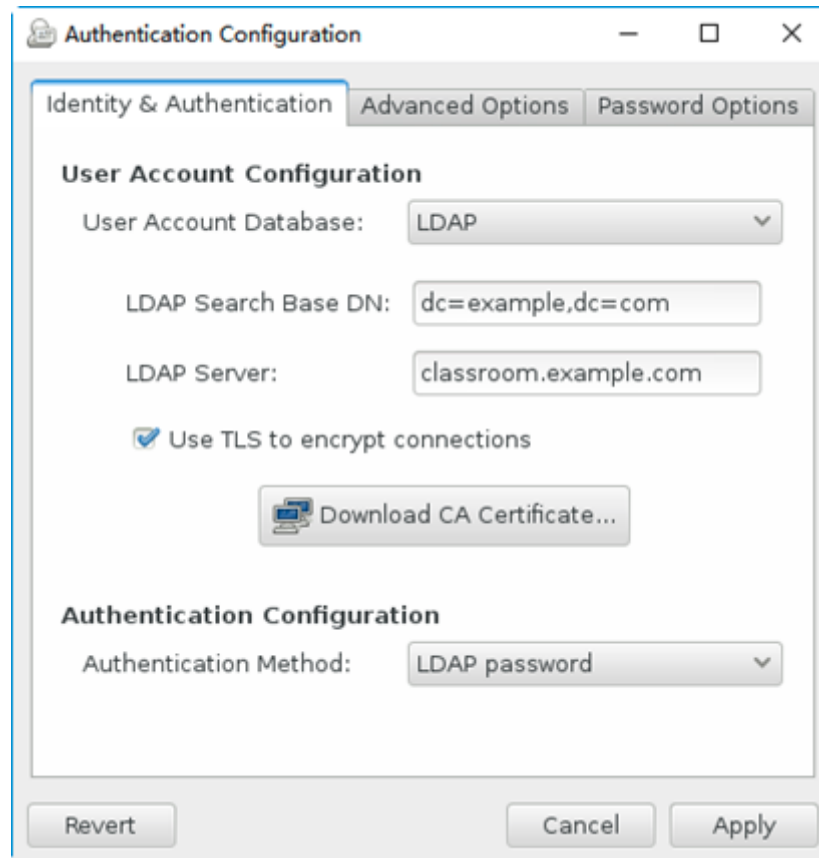 Authentication Configuration
Identity & Authentication Advanced Options Password Options
User Account Configuration
User Account Database: LDAP
LDAP Search Base DN: dc=example,dc=com
LDAP Server: classroom.example.com
Use TLS to encrypt connections
Download CA Certificate...
Authentication Configuration
Authentication Method: LDAP password
Revert Cancel Apply